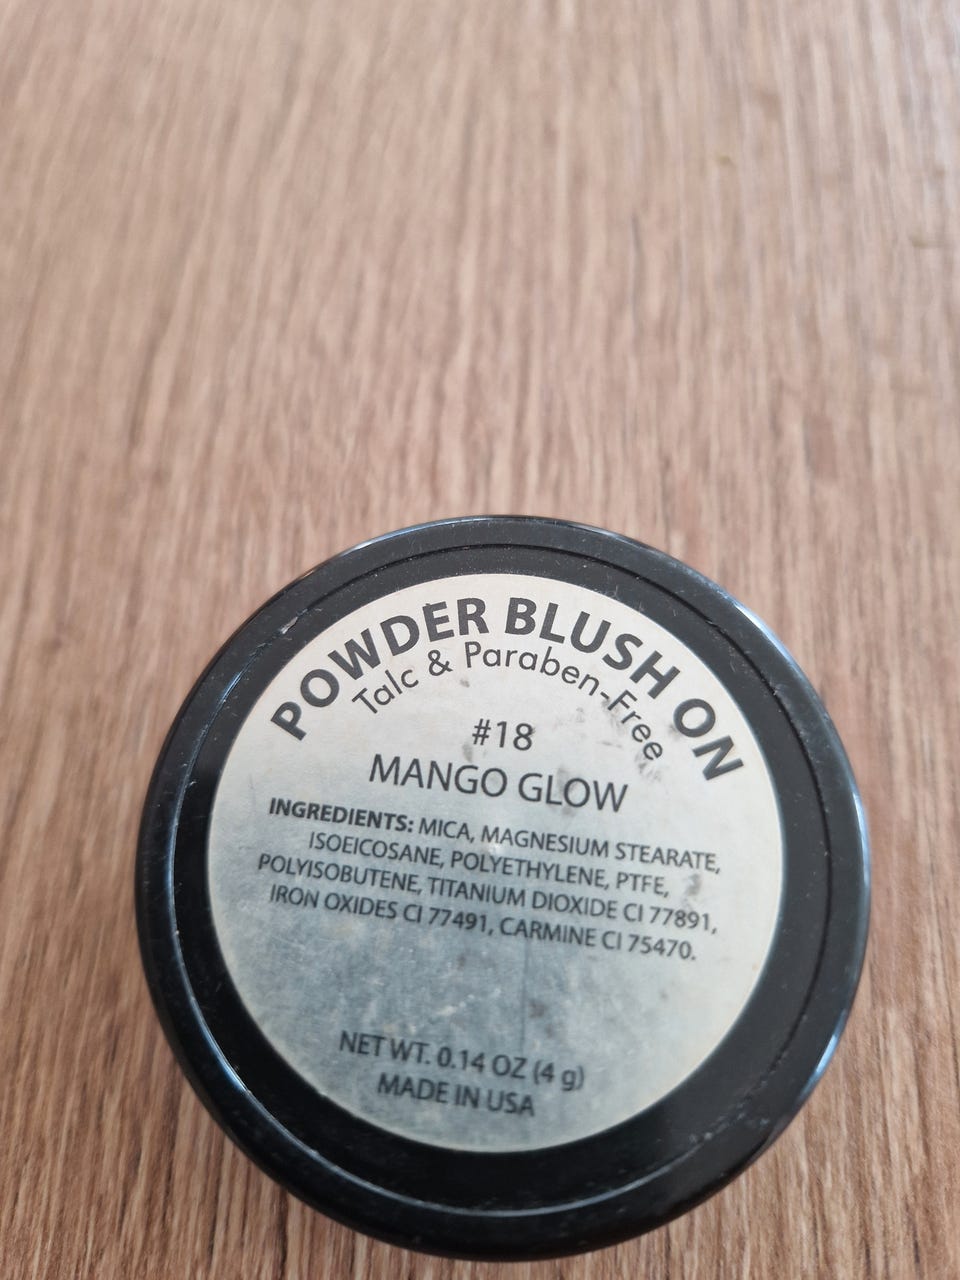 POWDER BLUSH ON
Talc & Paraben-Free
#18
MANGO GLOW
INGREDIENTS: MICA, MAGNESIUM STEARATE,
ISOEICOSANE, POLYETHYLENE, PTFE,
POLYISOBUTENE, TITANIUM DIOXIDE CI 77891,
IRON OXIDES CI 77491, CARMINE CI 75470.
NET WT. 0.14 OZ (4 g)
MADE IN USA